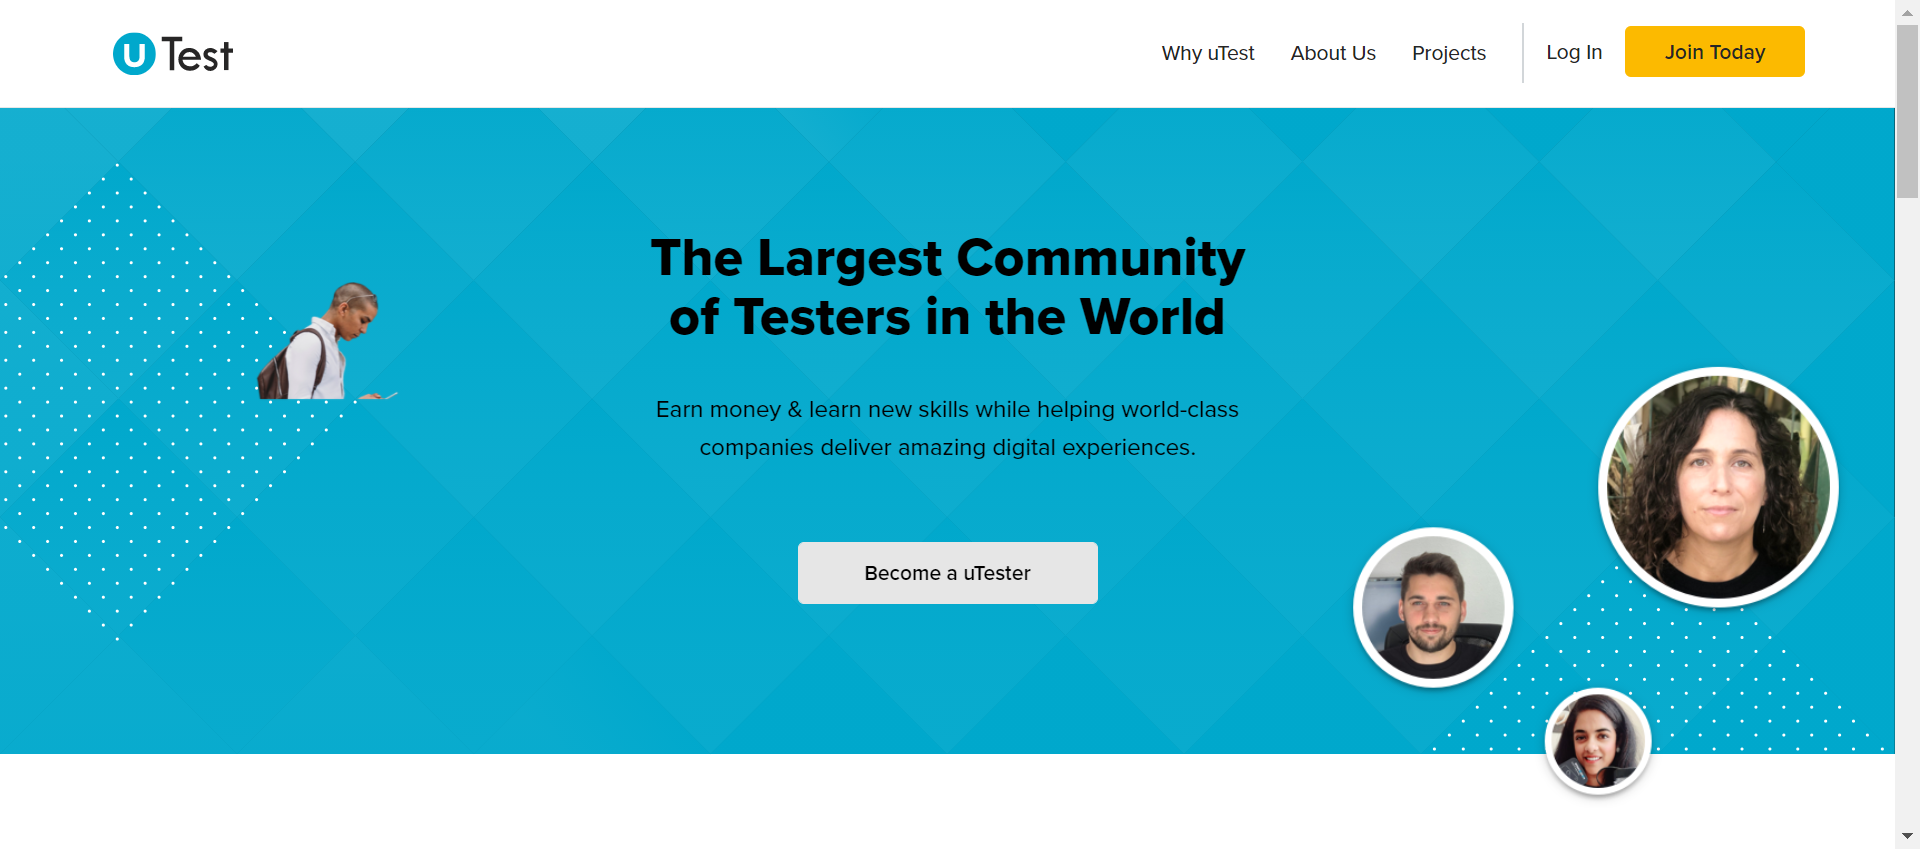 u Test
Why uTest
About Us
Projects
Log In
Join Today
The Largest Community
of Testers in the World
Earn money & learn new skills while helping world-class
companies deliver amazing digital experiences.
Become a uTester